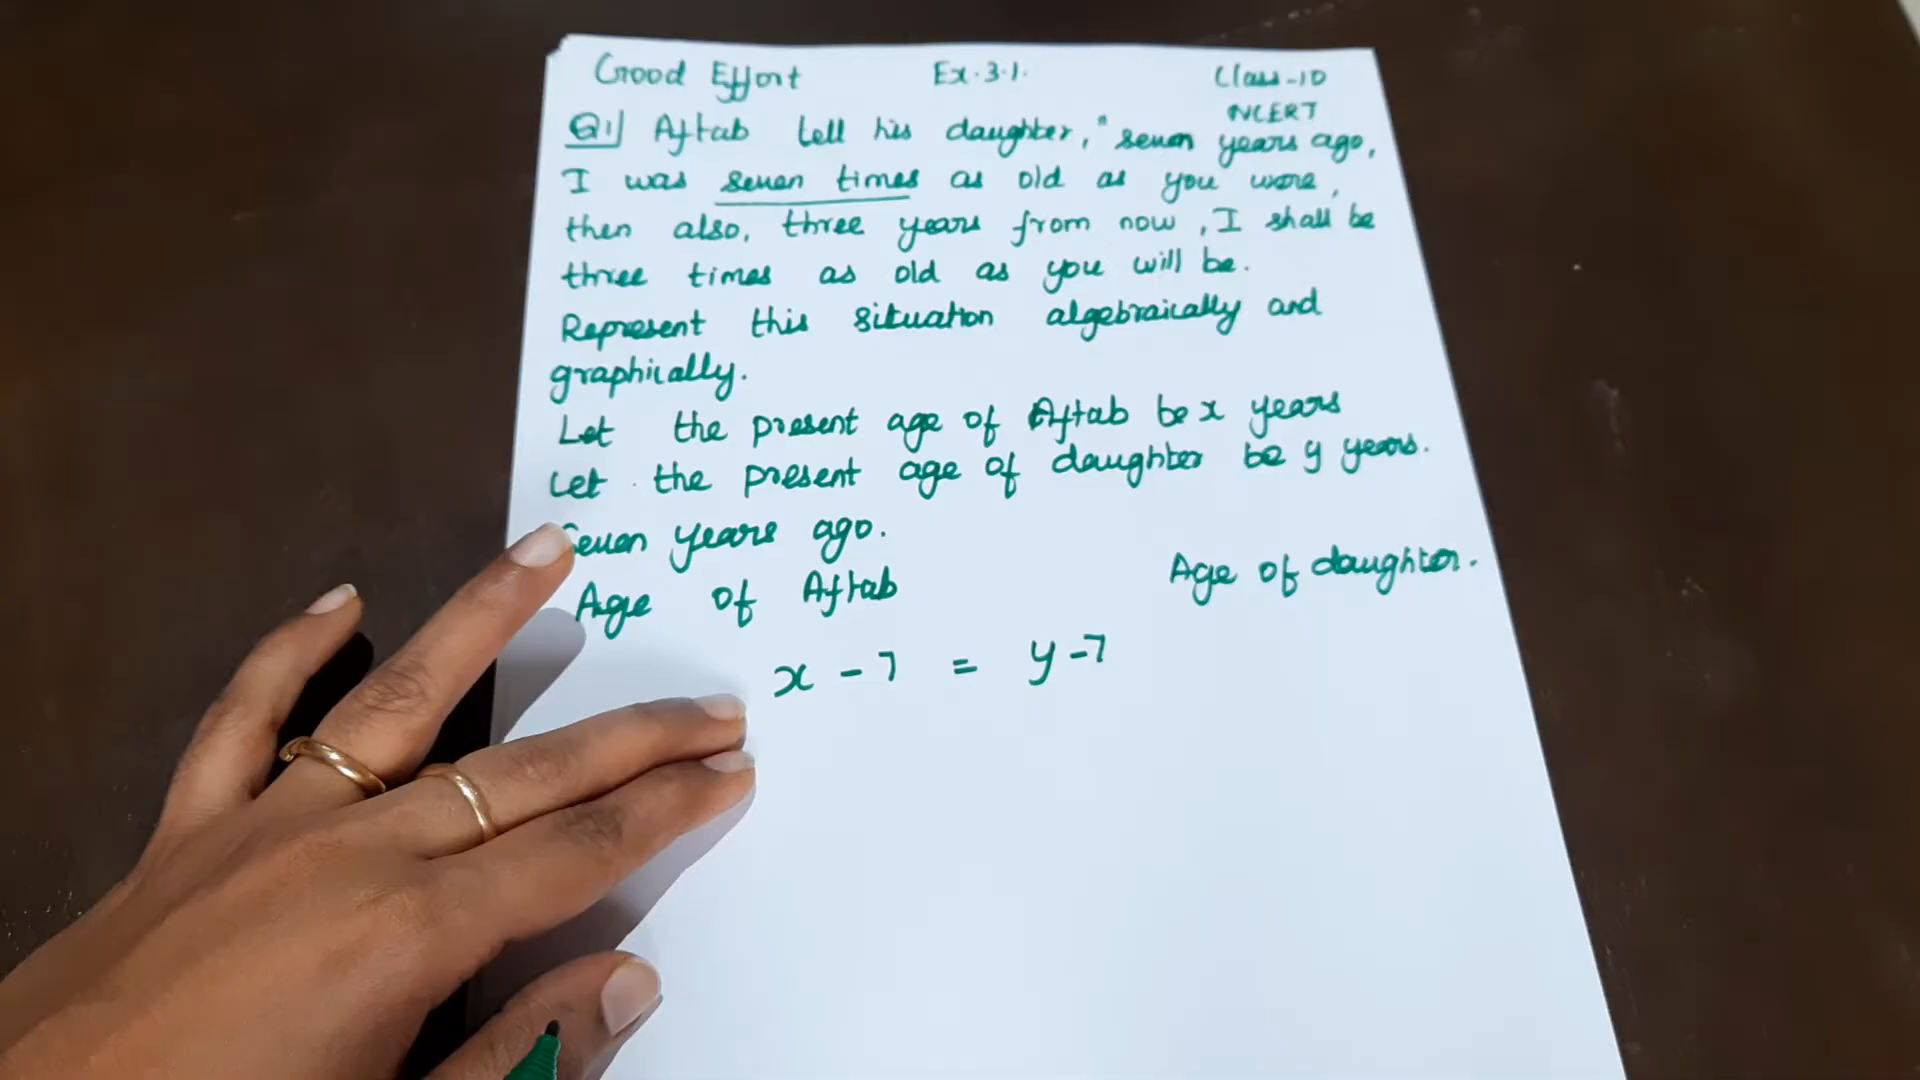 Good Effort Ex.3.1. Class-10
NCERT
Q1] Aftab tell his daughter, "seven years ago,
I was seven times as old as you were,
then also, three years from now, I shall be
three times as old as you will be.
Represent this situation algebraically and
graphically.
Let the present age of Aftab be x years
Let the present age of daughter be y years.
Seven years ago.
Age of Aftab Age of daughter.
x - 7 = y - 7